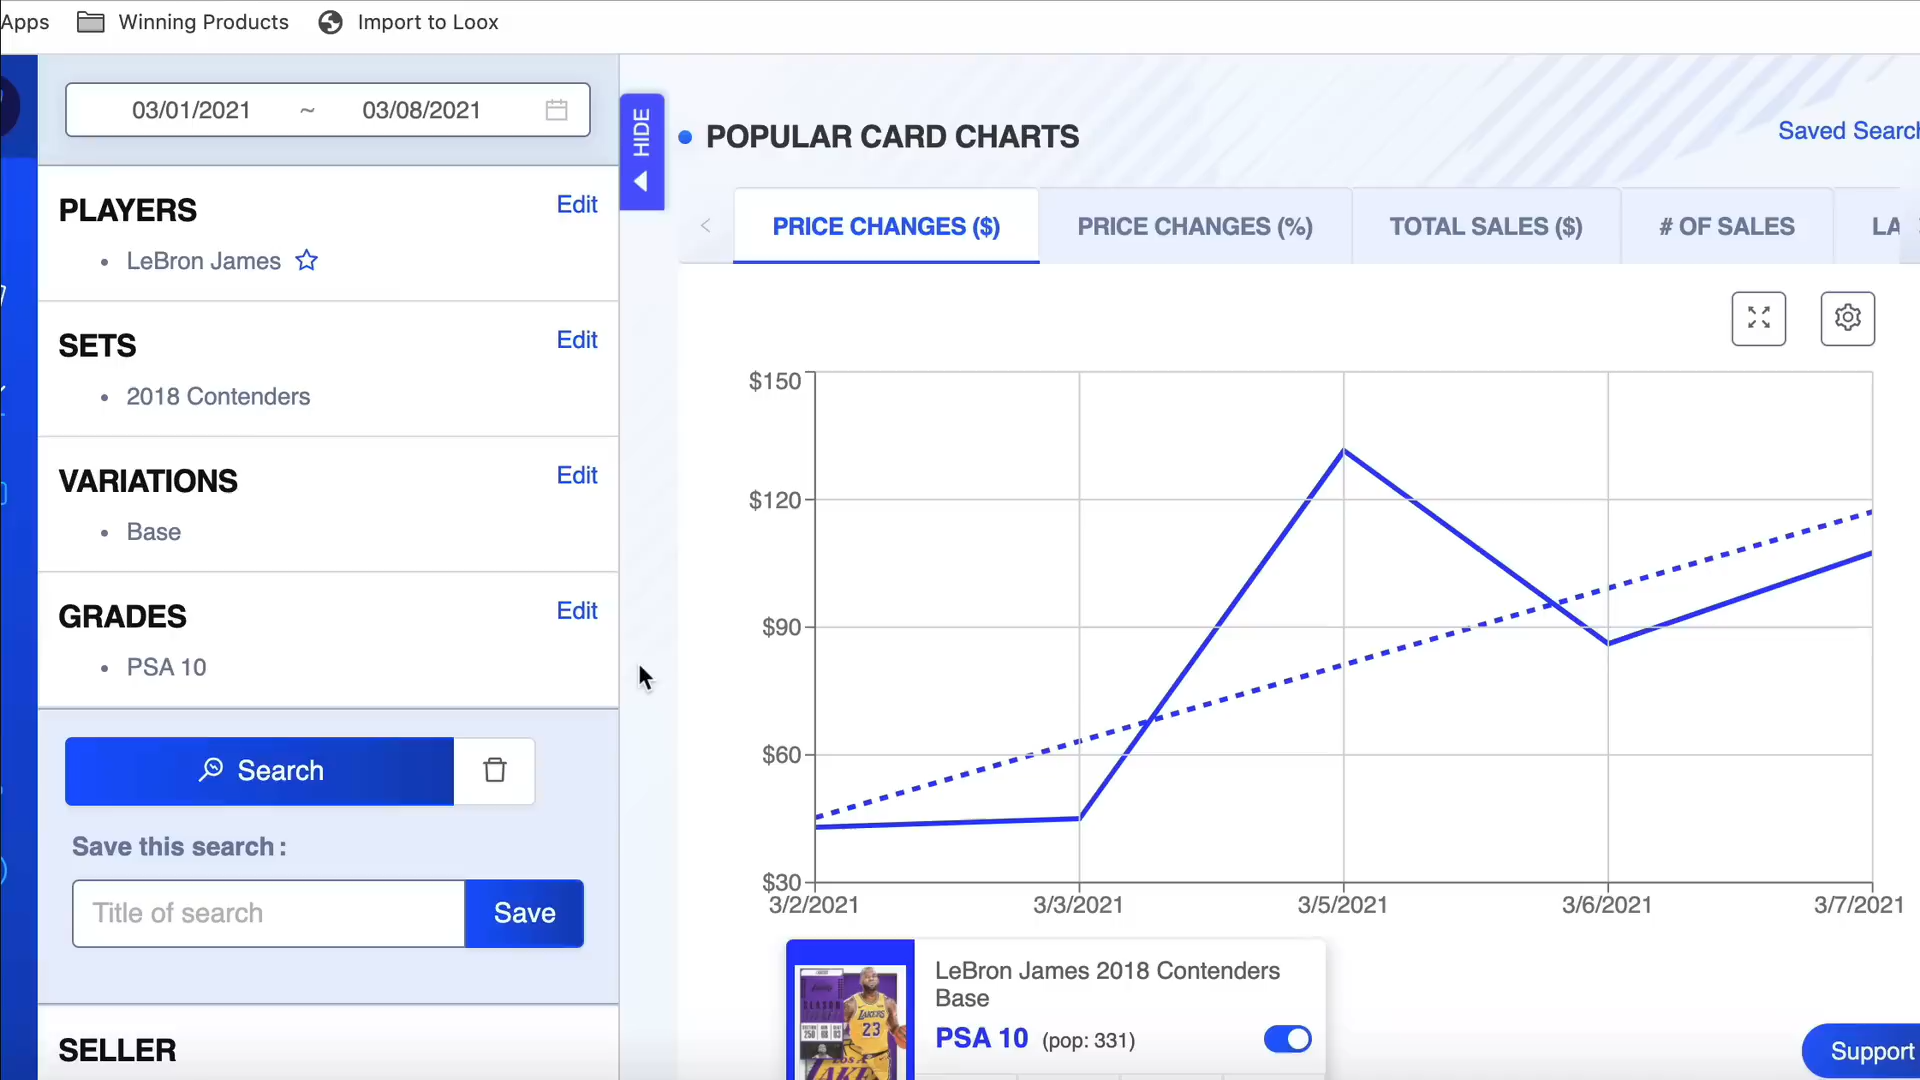 Apps Winning Products Import to Loox
03/01/2021 ~ 03/08/2021
HIDE
PLAYERS Edit
LeBron James
SETS Edit
2018 Contenders
VARIATIONS Edit
Base
GRADES Edit
PSA 10
Search
Save this search :
Title of search Save
SELLER
POPULAR CARD CHARTS
Saved Search
PRICE CHANGES ($) PRICE CHANGES (%) TOTAL SALES ($) # OF SALES LA
$150
$120
$90
$60
$30
3/2/2021 3/3/2021 3/5/2021 3/6/2021 3/7/2021
LeBron James 2018 Contenders
Base
PSA 10 (pop: 331)
LAKERS
23
Support